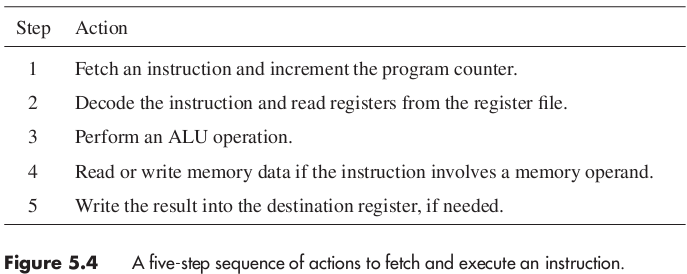 Step Action
1 Fetch an instruction and increment the program counter.
2 Decode the instruction and read registers from the register file.
3 Perform an ALU operation.
4 Read or write memory data if the instruction involves a memory operand.
5 Write the result into the destination register, if needed.
Figure 5.4 A five-step sequence of actions to fetch and execute an instruction.